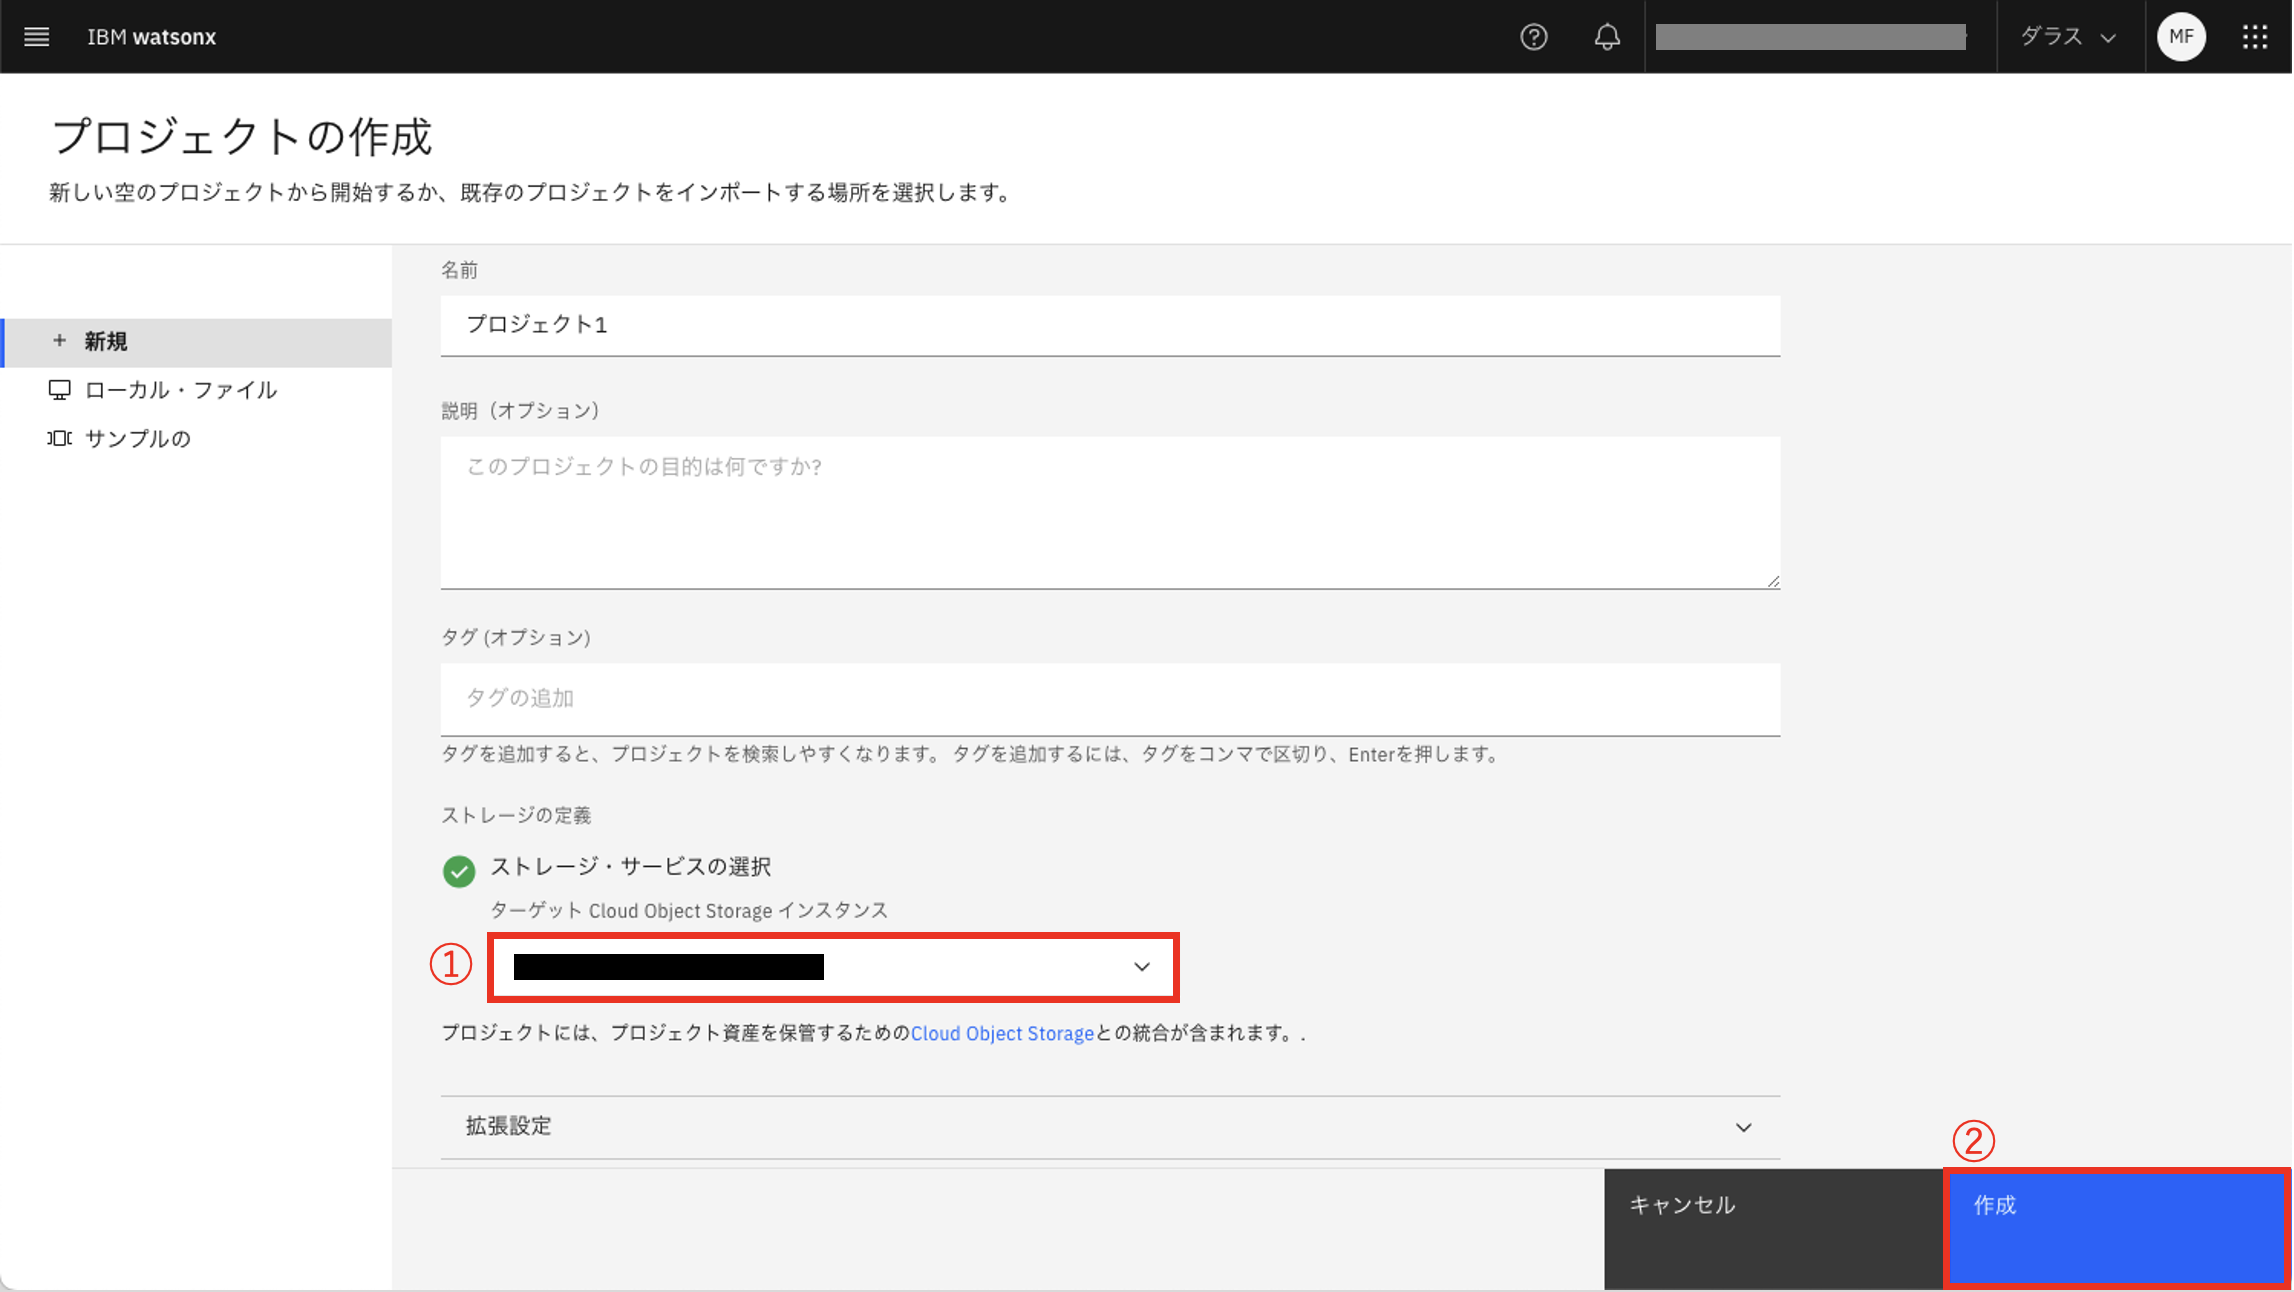 IBM watsonx
ダラス
MF
プロジェクトの作成
新しい空のプロジェクトから開始するか、既存のプロジェクトをインポートする場所を選択します。
+ 新規
ローカル・ファイル
サンプルの
名前
プロジェクト1
説明（オプション）
このプロジェクトの目的は何ですか?
タグ (オプション)
タグの追加
タグを追加すると、プロジェクトを検索しやすくなります。 タグを追加するには、タグをコンマで区切り、Enterを押します。
ストレージの定義
ストレージ・サービスの選択
ターゲット Cloud Object Storage インスタンス
①
プロジェクトには、プロジェクト資産を保管するためのCloud Object Storageとの統合が含まれます。.
拡張設定
②
キャンセル
作成